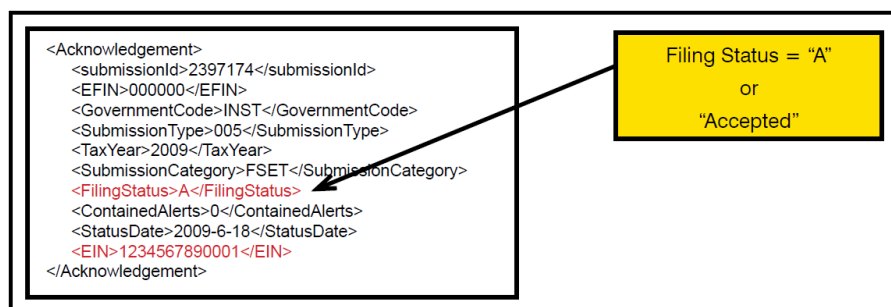 <Acknowledgement>
<submissionId>2397174</submissionId>
<EFIN>000000</EFIN>
<GovernmentCode>INST</GovernmentCode>
<SubmissionType>005</SubmissionType>
<TaxYear>2009</TaxYear>
<SubmissionCategory>FSET</SubmissionCategory>
<FilingStatus>A</FilingStatus>
<ContainedAlerts>0</ContainedAlerts>
<StatusDate>2009-6-18</StatusDate>
<EIN>1234567890001</EIN>
</Acknowledgement>
Filing Status = “A”
or
“Accepted”